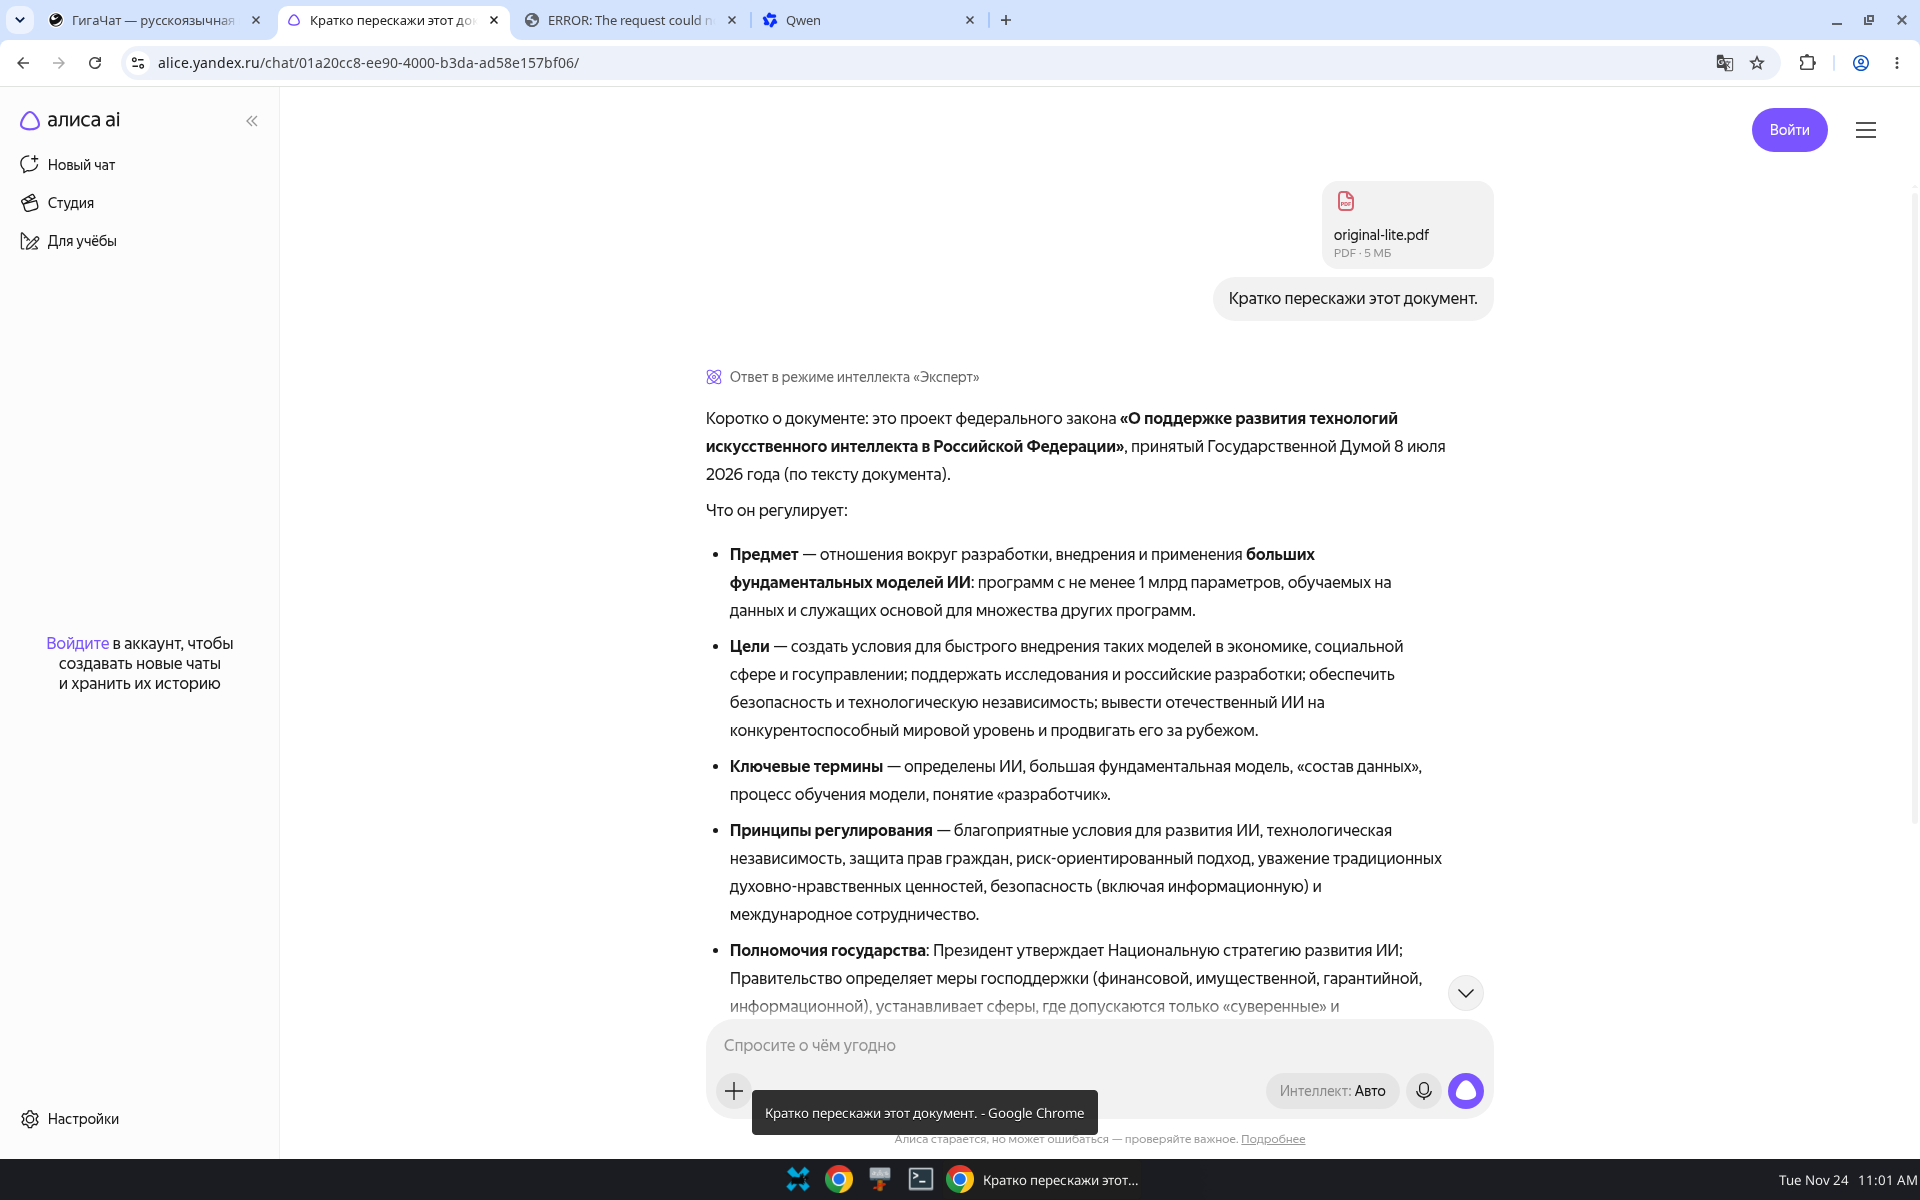 ГигаЧат — русскоязычная
Кратко перескажи этот до
ERROR: The request could n
Qwen
alice.yandex.ru/chat/01a20cc8-ee90-4000-b3da-ad58e157bf06/
алиса ai
Новый чат
Студия
Для учёбы
Войдите в аккаунт, чтобы
создавать новые чаты
и хранить их историю
Настройки
Войти
PDF
original-lite.pdf
PDF · 5 МБ
Кратко перескажи этот документ.
Ответ в режиме интеллекта «Эксперт»
Коротко о документе: это проект федерального закона «О поддержке развития технологий
искусственного интеллекта в Российской Федерации», принятый Государственной Думой 8 июля
2026 года (по тексту документа).
Что он регулирует:
• Предмет — отношения вокруг разработки, внедрения и применения больших
фундаментальных моделей ИИ: программ с не менее 1 млрд параметров, обучаемых на
данных и служащих основой для множества других программ.
• Цели — создать условия для быстрого внедрения таких моделей в экономике, социальной
сфере и госуправлении; поддержать исследования и российские разработки; обеспечить
безопасность и технологическую независимость; вывести отечественный ИИ на
конкурентоспособный мировой уровень и продвигать его за рубежом.
• Ключевые термины — определены ИИ, большая фундаментальная модель, «состав данных»,
процесс обучения модели, понятие «разработчик».
• Принципы регулирования — благоприятные условия для развития ИИ, технологическая
независимость, защита прав граждан, риск-ориентированный подход, уважение традиционных
духовно-нравственных ценностей, безопасность (включая информационную) и
международное сотрудничество.
• Полномочия государства: Президент утверждает Национальную стратегию развития ИИ;
Правительство определяет меры господдержки (финансовой, имущественной, гарантийной,
информационной), устанавливает сферы, где допускаются только «суверенные» и
Спросите о чём угодно
Интеллект: Авто
Кратко перескажи этот документ. - Google Chrome
Алиса старается, но может ошибаться — проверяйте важное. Подробнее
Кратко перескажи этот...
Tue Nov 24 11:01 AM